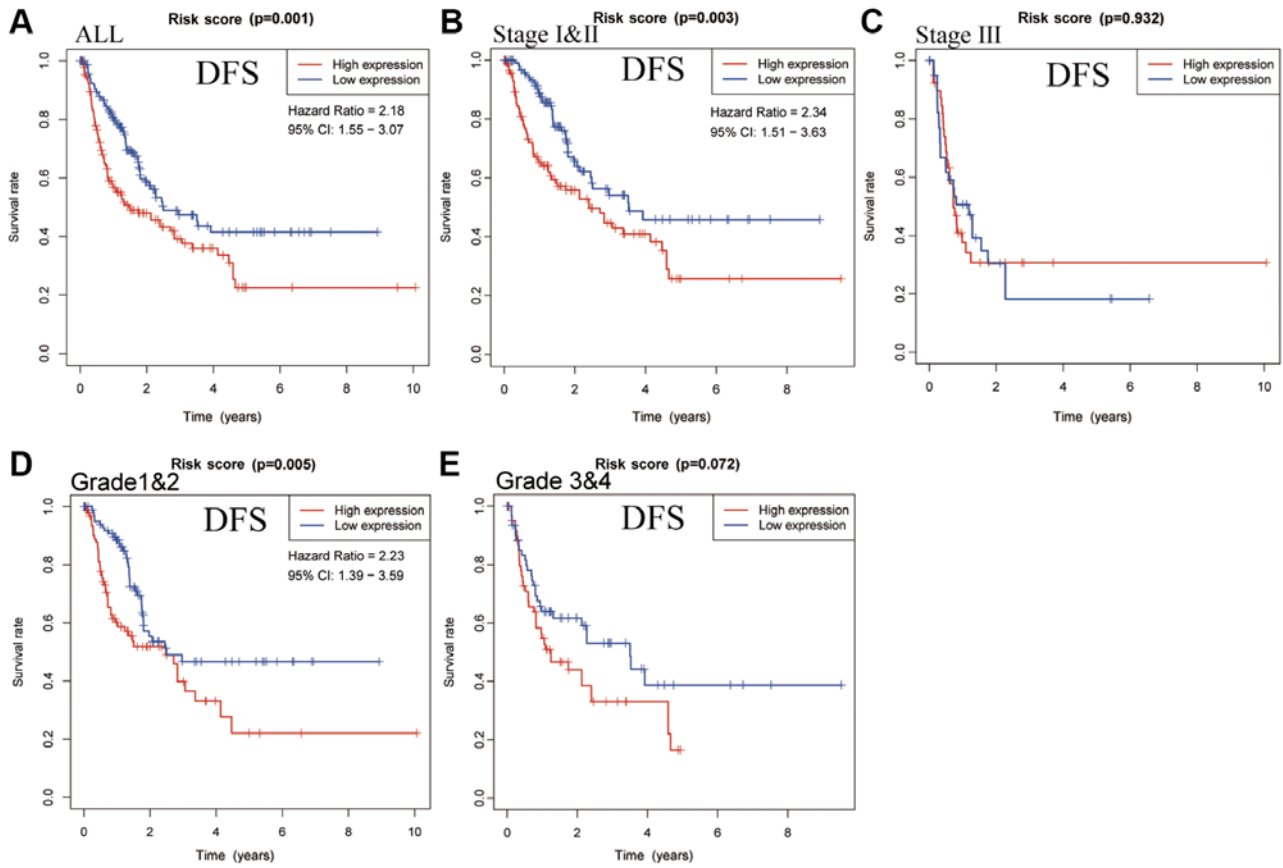 A
Risk score (p=0.001)
ALL
DFS
High expression
Low expression
Hazard Ratio = 2.18
95% CI: 1.55 − 3.07
Survival rate
0.0 0.2 0.4 0.6 0.8 1.0
0 2 4 6 8 10
Time (years)
B
Risk score (p=0.003)
Stage I&II
DFS
High expression
Low expression
Hazard Ratio = 2.34
95% CI: 1.51 − 3.63
Survival rate
0.0 0.2 0.4 0.6 0.8 1.0
0 2 4 6 8
Time (years)
C
Risk score (p=0.932)
Stage III
DFS
High expression
Low expression
Survival rate
0.0 0.2 0.4 0.6 0.8 1.0
0 2 4 6 8 10
Time (years)
D
Risk score (p=0.005)
Grade1&2
DFS
High expression
Low expression
Hazard Ratio = 2.23
95% CI: 1.39 − 3.59
Survival rate
0.0 0.2 0.4 0.6 0.8 1.0
0 2 4 6 8 10
Time (years)
E
Risk score (p=0.072)
Grade 3&4
DFS
High expression
Low expression
Survival rate
0.0 0.2 0.4 0.6 0.8 1.0
0 2 4 6 8
Time (years)